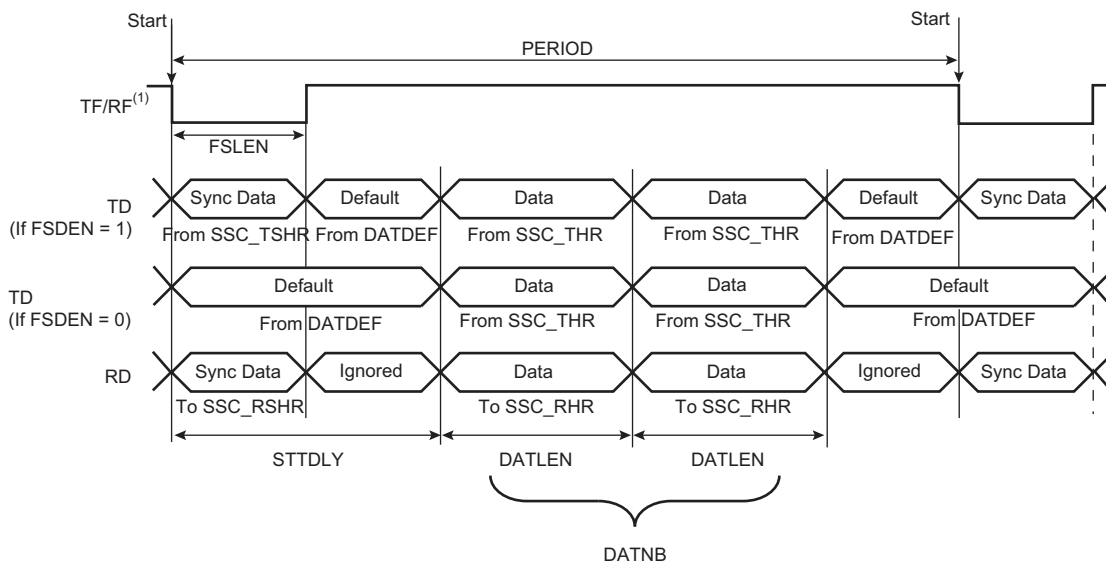 Start
Start
PERIOD
TF/RF(1)
FSLEN
TD
(If FSDEN = 1)
Sync Data
Default
Data
Data
Default
Sync Data
From SSC_TSHR
From DATDEF
From SSC_THR
From SSC_THR
From DATDEF
TD
(If FSDEN = 0)
Default
Data
Data
Default
From DATDEF
From SSC_THR
From SSC_THR
From DATDEF
RD
Sync Data
Ignored
Data
Data
Ignored
Sync Data
To SSC_RSHR
To SSC_RHR
To SSC_RHR
STTDLY
DATLEN
DATLEN
DATNB